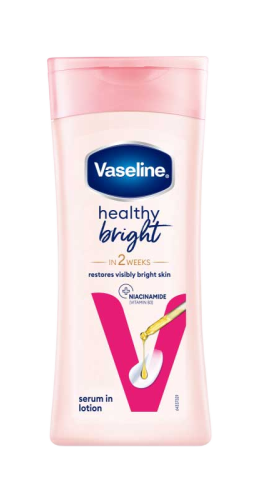 Vaseline®
healthy
bright
IN 2 WEEKS
restores visibly bright skin
NIACINAMIDE
(VITAMIN B3)
serum in
lotion